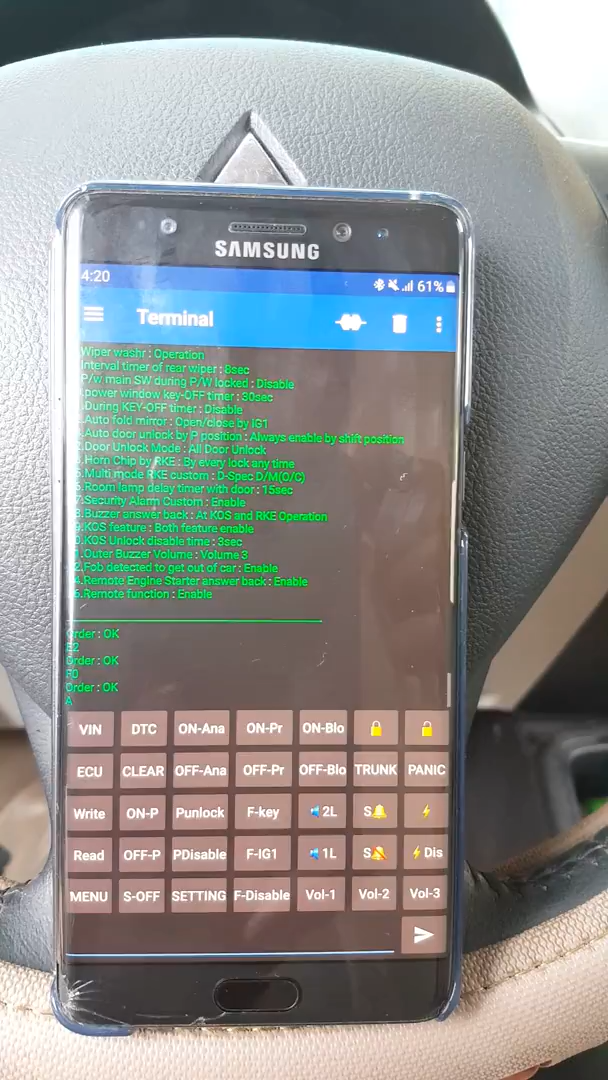 SAMSUNG
4:20
61%
Terminal
Wiper washr : Operation
Interval timer of rear wiper : 8sec
P/w main SW during P/W locked : Disable
.power window key-OFF timer : 30sec
.During KEY-OFF timer : Disable
.Auto fold mirror : Open/close by IG1
.Auto door unlock by P position : Always enable by shift position
.Door Unlock Mode : All Door Unlock
.Horn Chip by RKE : By every lock any time
.Multi mode RKE custom : D-Spec D/M(O/C)
.Room lamp delay timer with door : 15sec
.Security Alarm Custom : Enable
.Buzzer answer back : At KOS and RKE Operation
.KOS feature : Both feature enable
.KOS Unlock disable time : 3sec
1.Outer Buzzer Volume : Volume 3
2.Fob detected to get out of car : Enable
4.Remote Engine Starter answer back : Enable
.Remote function : Enable
Order : OK
Order : OK
F0
Order : OK
A
VIN DTC ON-Ana ON-Pr ON-Blo
ECU CLEAR OFF-Ana OFF-Pr OFF-Blo TRUNK PANIC
Write ON-P Punlock F-key 2L S
Read OFF-P PDisable F-IG1 1L S Dis
MENU S-OFF SETTING F-Disable Vol-1 Vol-2 Vol-3